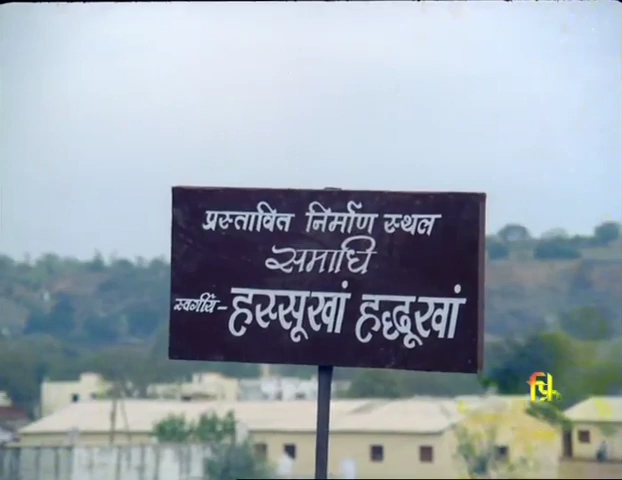 प्रस्तावित निर्माण स्थल
समाधि
स्वर्गीय - हस्सूखां हद्दूखां